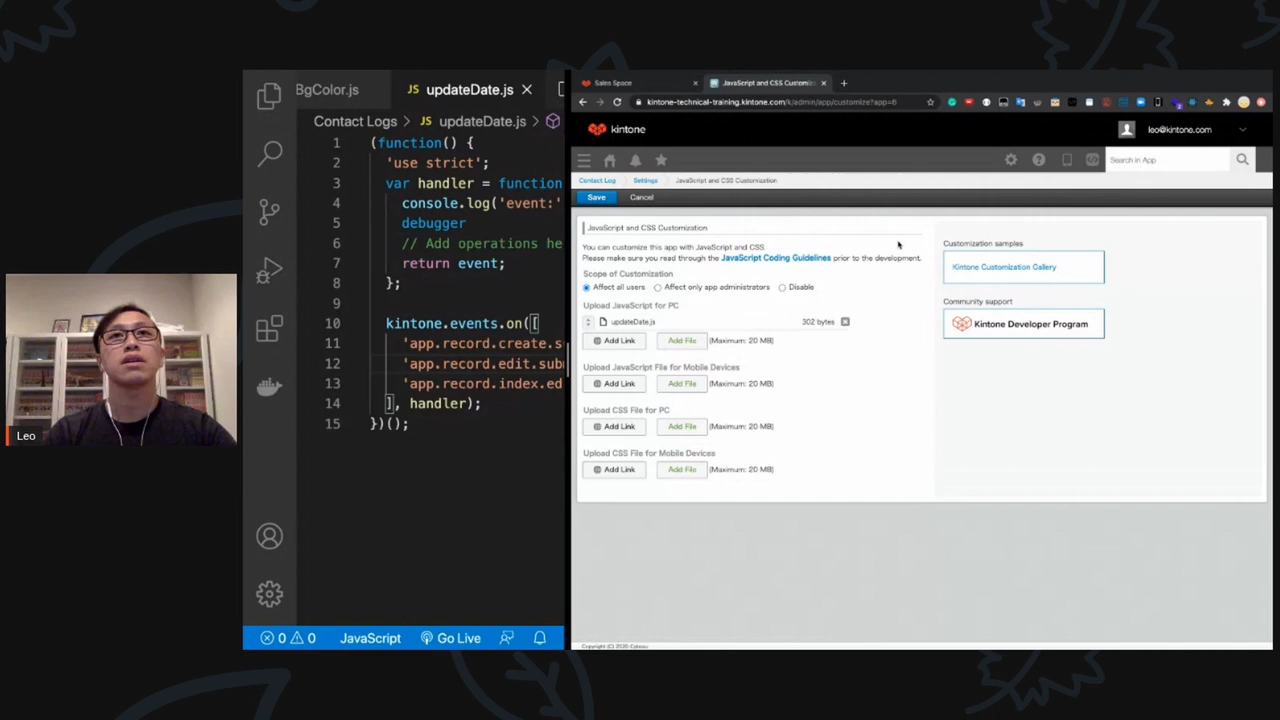 Leo
BgColor.js
JS updateDate.js
Contact Logs > JS updateDate.js >
1 (function() {
2 'use strict';
3 var handler = function
4 console.log('event:'
5 debugger
6 // Add operations he
7 return event;
8 };
9
10 kintone.events.on([
11 'app.record.create.s
12 'app.record.edit.sub
13 'app.record.index.ed
14 ], handler);
15 })();
0 0
JavaScript
Go Live
Sales Space
JavaScript and CSS Customiz
kintone-technical-training.kintone.com/k/admin/app/customize?app=6
kintone
leo@kintone.com
Search in App
Contact Log
Settings
JavaScript and CSS Customization
Save
Cancel
JavaScript and CSS Customization
You can customize this app with JavaScript and CSS.
Please make sure you read through the JavaScript Coding Guidelines prior to the development.
Scope of Customization
Affect all users
Affect only app administrators
Disable
Upload JavaScript for PC
updateDate.js
302 bytes
Add Link
Add File
(Maximum: 20 MB)
Upload JavaScript File for Mobile Devices
Add Link
Add File
(Maximum: 20 MB)
Upload CSS File for PC
Add Link
Add File
(Maximum: 20 MB)
Upload CSS File for Mobile Devices
Add Link
Add File
(Maximum: 20 MB)
Customization samples
Kintone Customization Gallery
Community support
Kintone Developer Program
Copyright (C) 2020 Cybozu